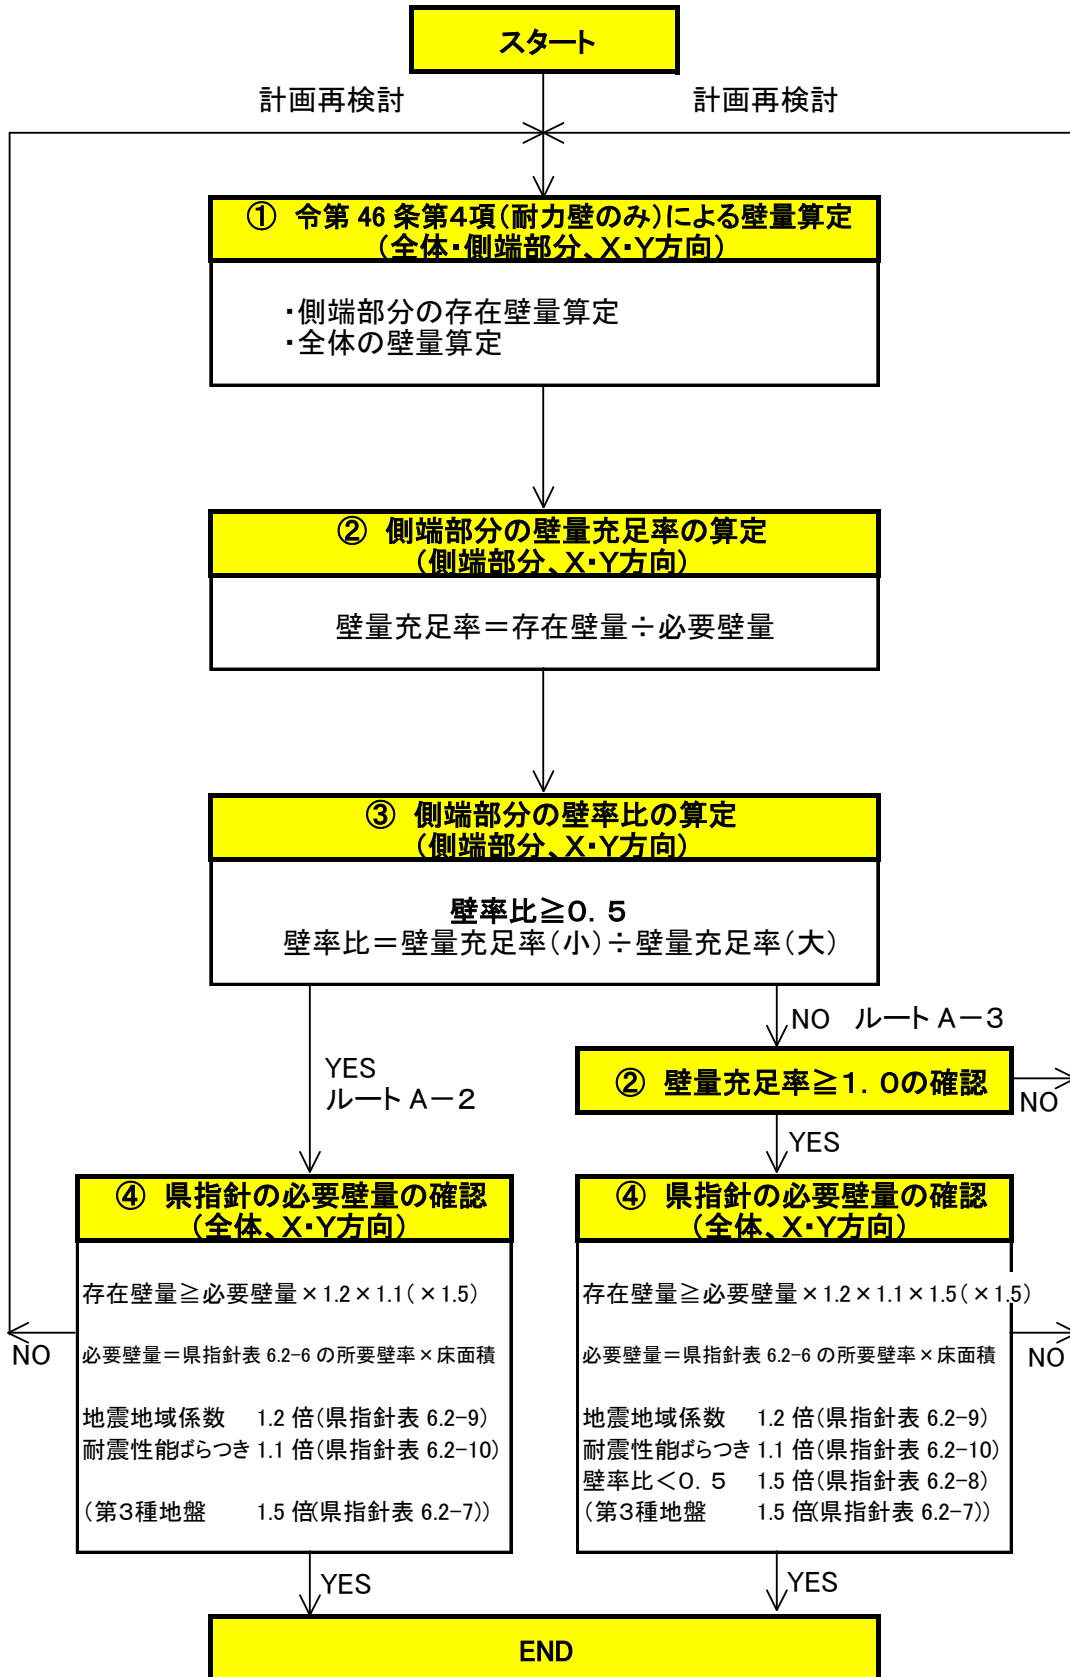 スタート
計画再検討
計画再検討
① 令第 46 条第4項(耐力壁のみ)による壁量算定
(全体・側端部分、X・Y方向)
・側端部分の存在壁量算定
・全体の壁量算定
② 側端部分の壁量充足率の算定
(側端部分、X・Y方向)
壁量充足率＝存在壁量÷必要壁量
③ 側端部分の壁率比の算定
(側端部分、X・Y方向)
壁率比≧0．5
壁率比＝壁量充足率(小)÷壁量充足率(大)
YES
ルート A－2
NO ルート A－3
② 壁量充足率≧1．0の確認
NO
YES
④ 県指針の必要壁量の確認
(全体、X・Y方向)
存在壁量≧必要壁量×1.2×1.1(×1.5)
必要壁量＝県指針表 6.2-6 の所要壁率×床面積
地震地域係数 1.2 倍(県指針表 6.2-9)
耐震性能ばらつき 1.1 倍(県指針表 6.2-10)
(第3種地盤 1.5 倍(県指針表 6.2-7))
NO
YES
④ 県指針の必要壁量の確認
(全体、X・Y方向)
存在壁量≧必要壁量×1.2×1.1×1.5(×1.5)
必要壁量＝県指針表 6.2-6 の所要壁率×床面積
地震地域係数 1.2 倍(県指針表 6.2-9)
耐震性能ばらつき 1.1 倍(県指針表 6.2-10)
壁率比＜0．5 1.5 倍(県指針表 6.2-8)
(第3種地盤 1.5 倍(県指針表 6.2-7))
NO
YES
END